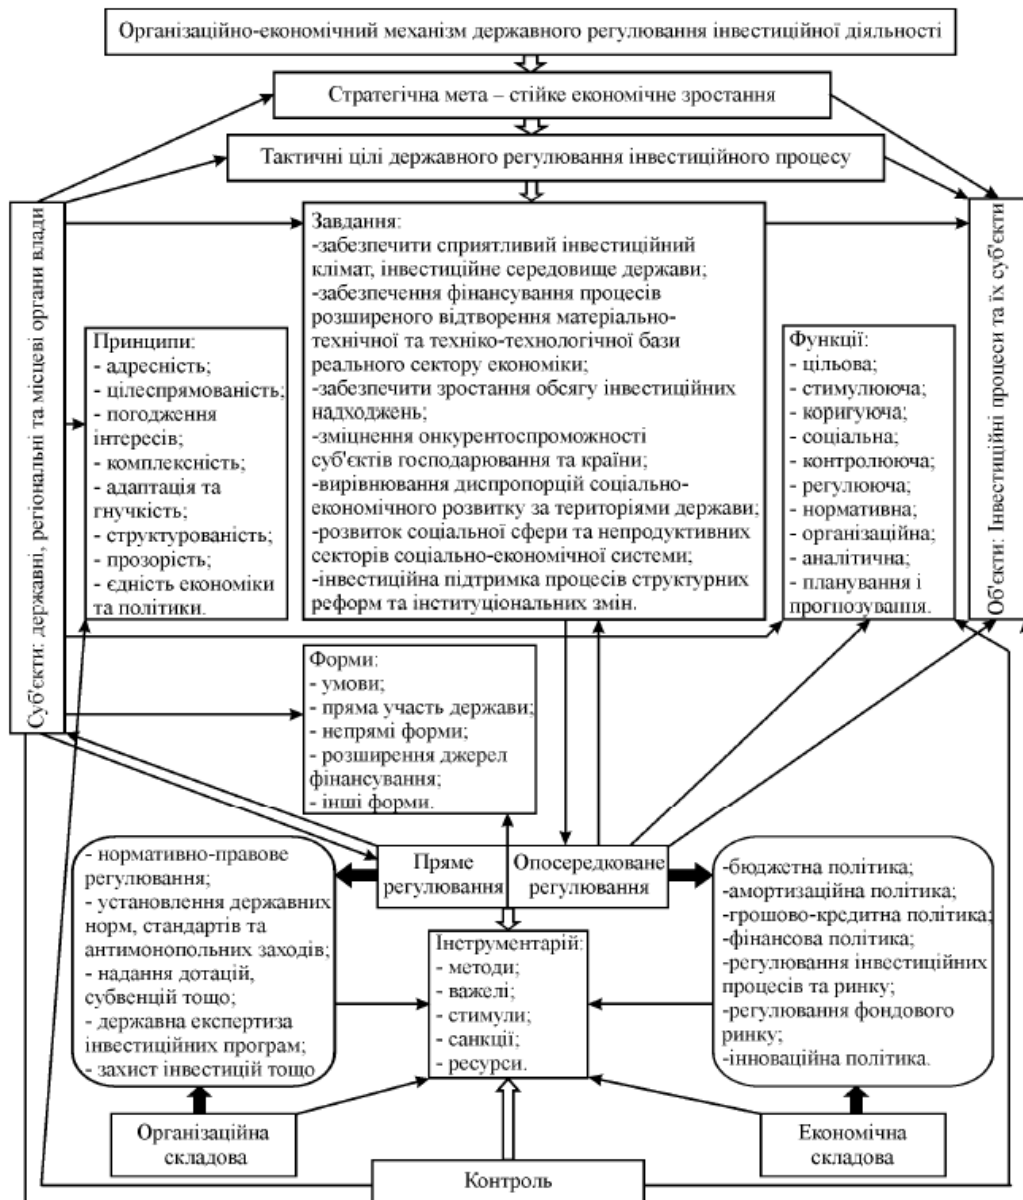 Організаційно-економічний механізм державного регулювання інвестиційної діяльності
Стратегічна мета – стійке економічне зростання
Тактичні цілі державного регулювання інвестиційного процесу
Суб'єкти: державні, регіональні та місцеві органи влади
Принципи:
- адресність;
- цілеспрямованість;
- погодження
інтересів;
- комплексність;
- адаптація та
гнучкість;
- структурованість;
- прозорість;
- єдність економіки
та політики.
Завдання:
-забезпечити сприятливий інвестиційний
клімат, інвестиційне середовище держави;
-забезпечення фінансування процесів
розширеного відтворення матеріально-
технічної та техніко-технологічної бази
реального сектору економіки;
-забезпечити зростання обсягу інвестиційних
надходжень;
-зміцнення онкурентоспроможності
суб'єктів господарювання та країни;
-вирівнювання диспропорцій соціально-
економічного розвитку за територіями держави;
-розвиток соціальної сфери та непродуктивних
секторів соціально-економічної системи;
-інвестиційна підтримка процесів структурних
реформ та інституціональних змін.
Функції:
- цільова;
- стимулююча;
- коригуюча;
- соціальна;
- контролююча;
- регулююча;
- нормативна;
- організаційна;
- аналітична;
- планування і
прогнозування.
Об'єкти: Інвестиційні процеси та їх суб'єкти
Форми:
- умови;
- пряма участь держави;
- непрямі форми;
- розширення джерел
фінансування;
- інші форми.
Пряме
регулювання
Опосередковане
регулювання
- нормативно-правове
регулювання;
- установлення державних
норм, стандартів та
антимонопольних заходів;
- надання дотацій,
субвенцій тощо;
- державна експертиза
інвестиційних програм;
- захист інвестицій тощо
Інструментарій:
- методи;
- важелі;
- стимули;
- санкції;
- ресурси.
-бюджетна політика;
-амортизаційна політика;
-грошово-кредитна політика;
-фінансова політика;
-регулювання інвестиційних
процесів та ринку;
-регулювання фондового
ринку;
-інноваційна політика.
Організаційна
складова
Економічна
складова
Контроль